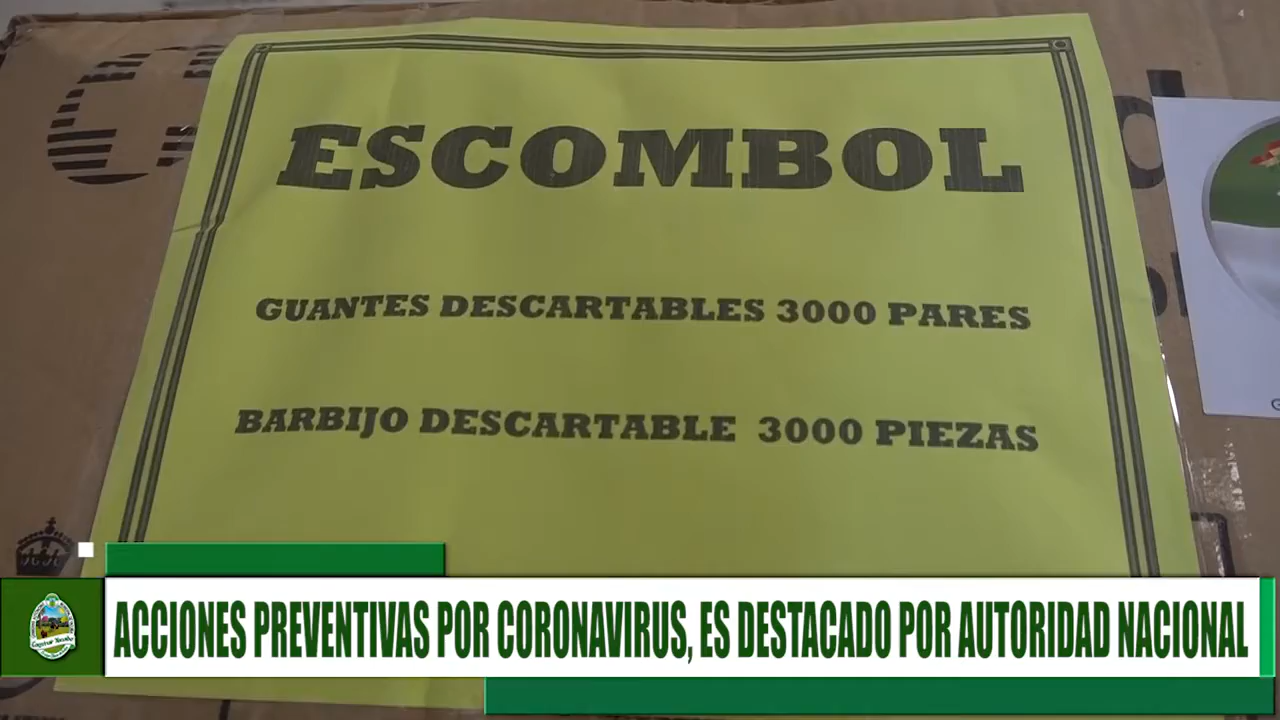 ESCOMBOL
GUANTES DESCARTABLES 3000 PARES
BARBIJO DESCARTABLE 3000 PIEZAS
ACCIONES PREVENTIVAS POR CORONAVIRUS, ES DESTACADO POR AUTORIDAD NACIONAL